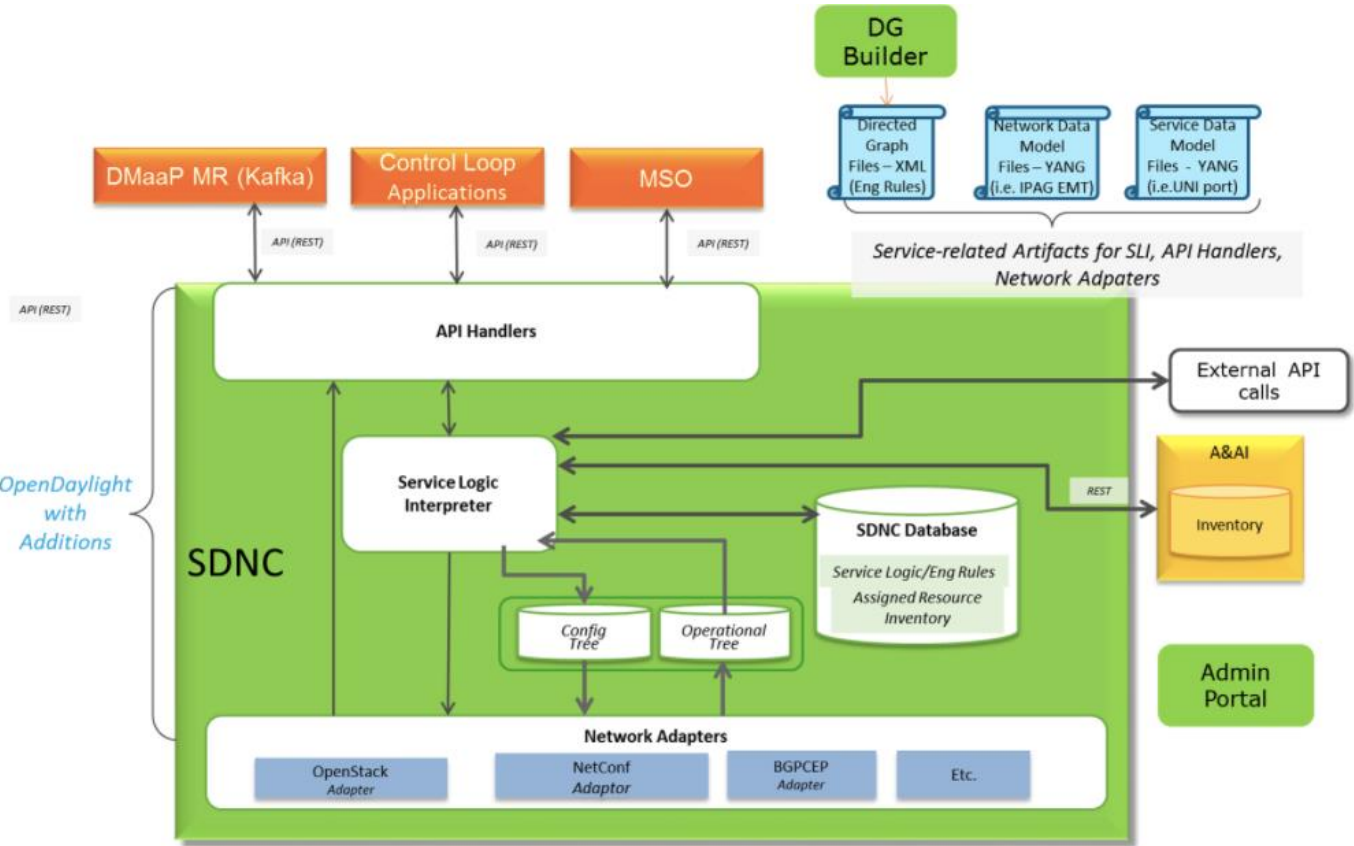 DG
Builder
Directed
Graph
Files – XML
(Eng Rules)
Network Data
Model
Files – YANG
(i.e. IPAG EMT)
Service Data
Model
Files - YANG
(i.e.UNI port)
DMaaP MR (Kafka)
Control Loop
Applications
MSO
API (REST)
API (REST)
API (REST)
Service-related Artifacts for SLI, API Handlers,
Network Adpaters
API (REST)
API Handlers
External API
calls
OpenDaylight
with
Additions
SDNC
Service Logic
Interpreter
A&AI
Inventory
REST
SDNC Database
Service Logic/Eng Rules
Assigned Resource
Inventory
Config
Tree
Operational
Tree
Admin
Portal
Network Adapters
OpenStack
Adapter
NetConf
Adaptor
BGPCEP
Adapter
Etc.